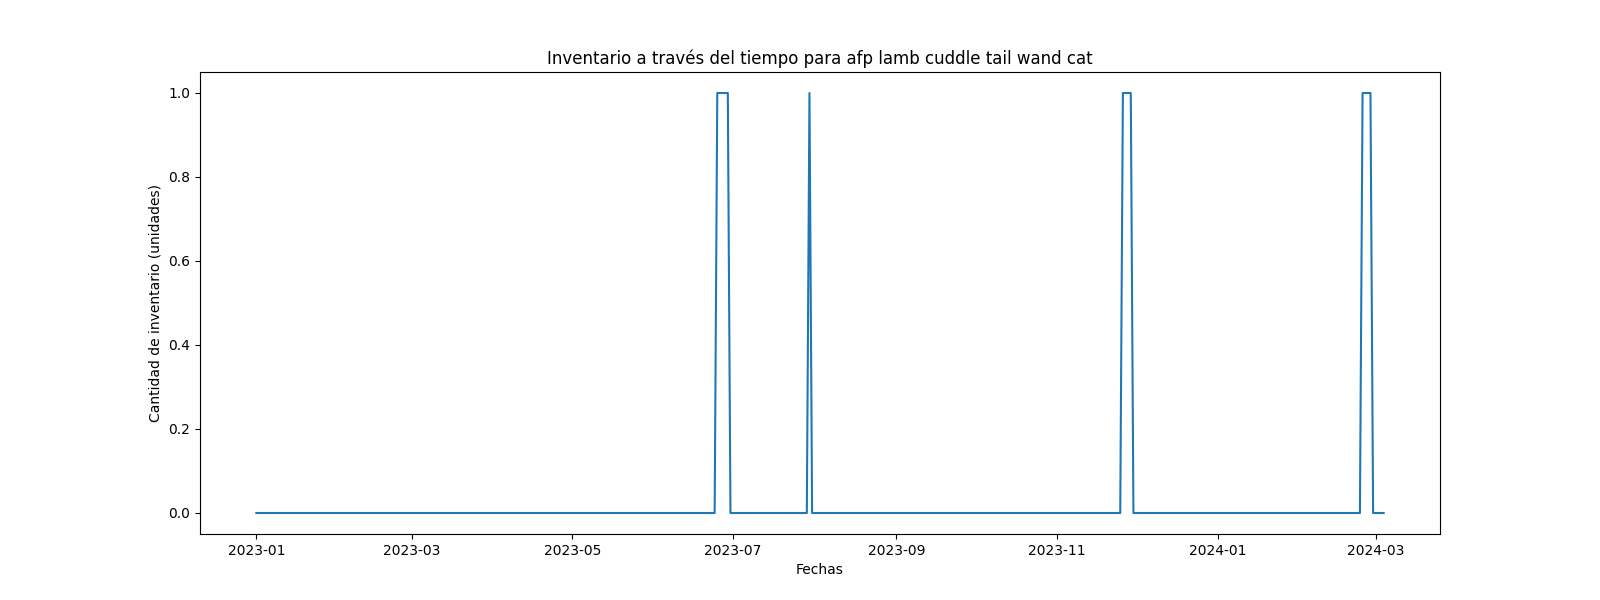 Inventario a través del tiempo para afp lamb cuddle tail wand cat
Cantidad de inventario (unidades)
1.0
0.8
0.6
0.4
0.2
0.0
2023-01 2023-03 2023-05 2023-07 2023-09 2023-11 2024-01 2024-03
Fechas